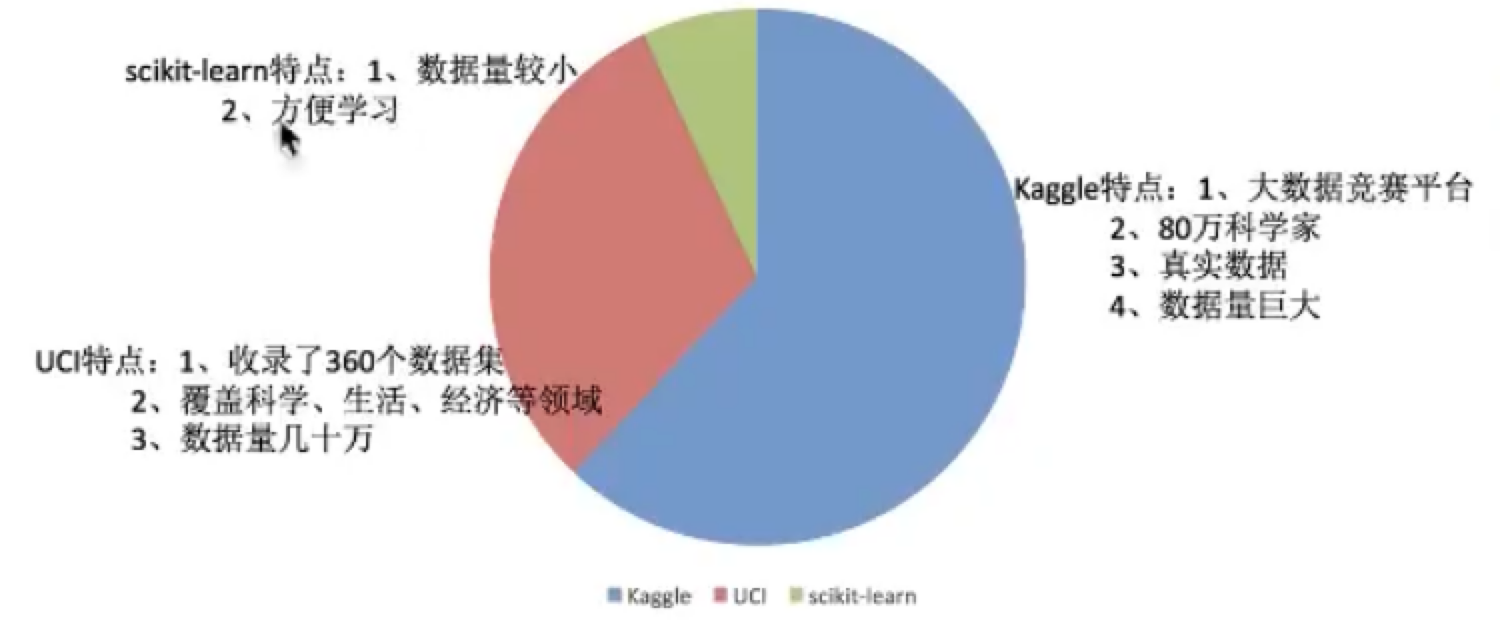 scikit-learn特点：1、数据量较小
2、方便学习
Kaggle特点：1、大数据竞赛平台
2、80万科学家
3、真实数据
4、数据量巨大
UCI特点：1、收录了360个数据集
2、覆盖科学、生活、经济等领域
3、数据量几十万
Kaggle UCI scikit-learn